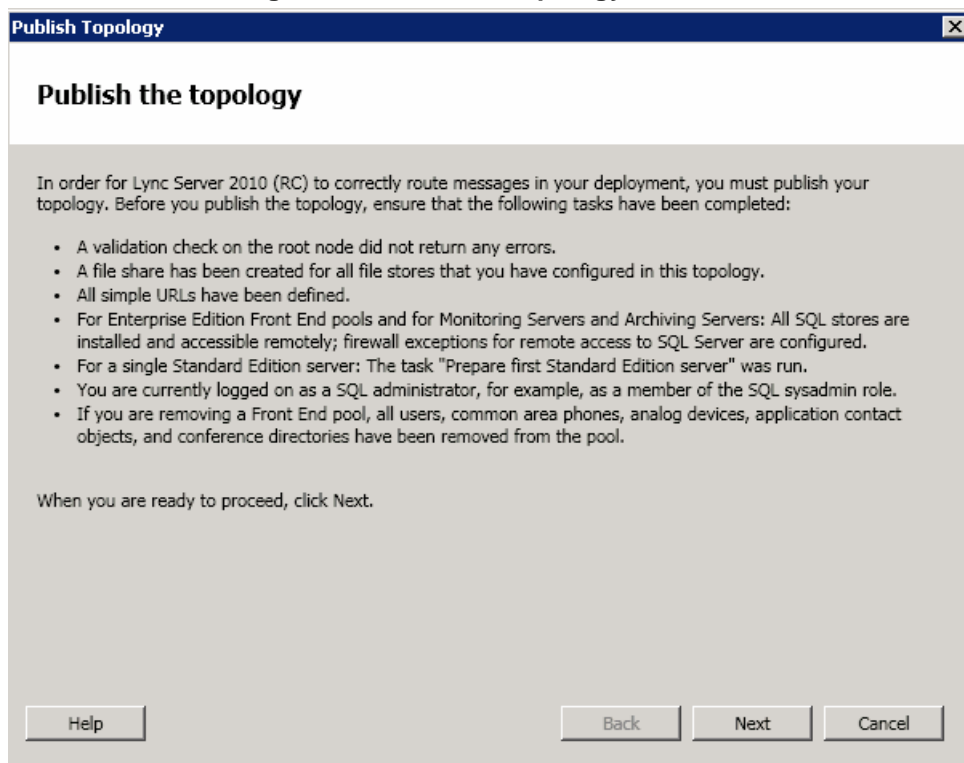 Publish Topology
Publish the topology
In order for Lync Server 2010 (RC) to correctly route messages in your deployment, you must publish your
topology. Before you publish the topology, ensure that the following tasks have been completed:
• A validation check on the root node did not return any errors.
• A file share has been created for all file stores that you have configured in this topology.
• All simple URLs have been defined.
• For Enterprise Edition Front End pools and for Monitoring Servers and Archiving Servers: All SQL stores are
installed and accessible remotely; firewall exceptions for remote access to SQL Server are configured.
• For a single Standard Edition server: The task "Prepare first Standard Edition server" was run.
• You are currently logged on as a SQL administrator, for example, as a member of the SQL sysadmin role.
• If you are removing a Front End pool, all users, common area phones, analog devices, application contact
objects, and conference directories have been removed from the pool.
When you are ready to proceed, click Next.
Help Back Next Cancel